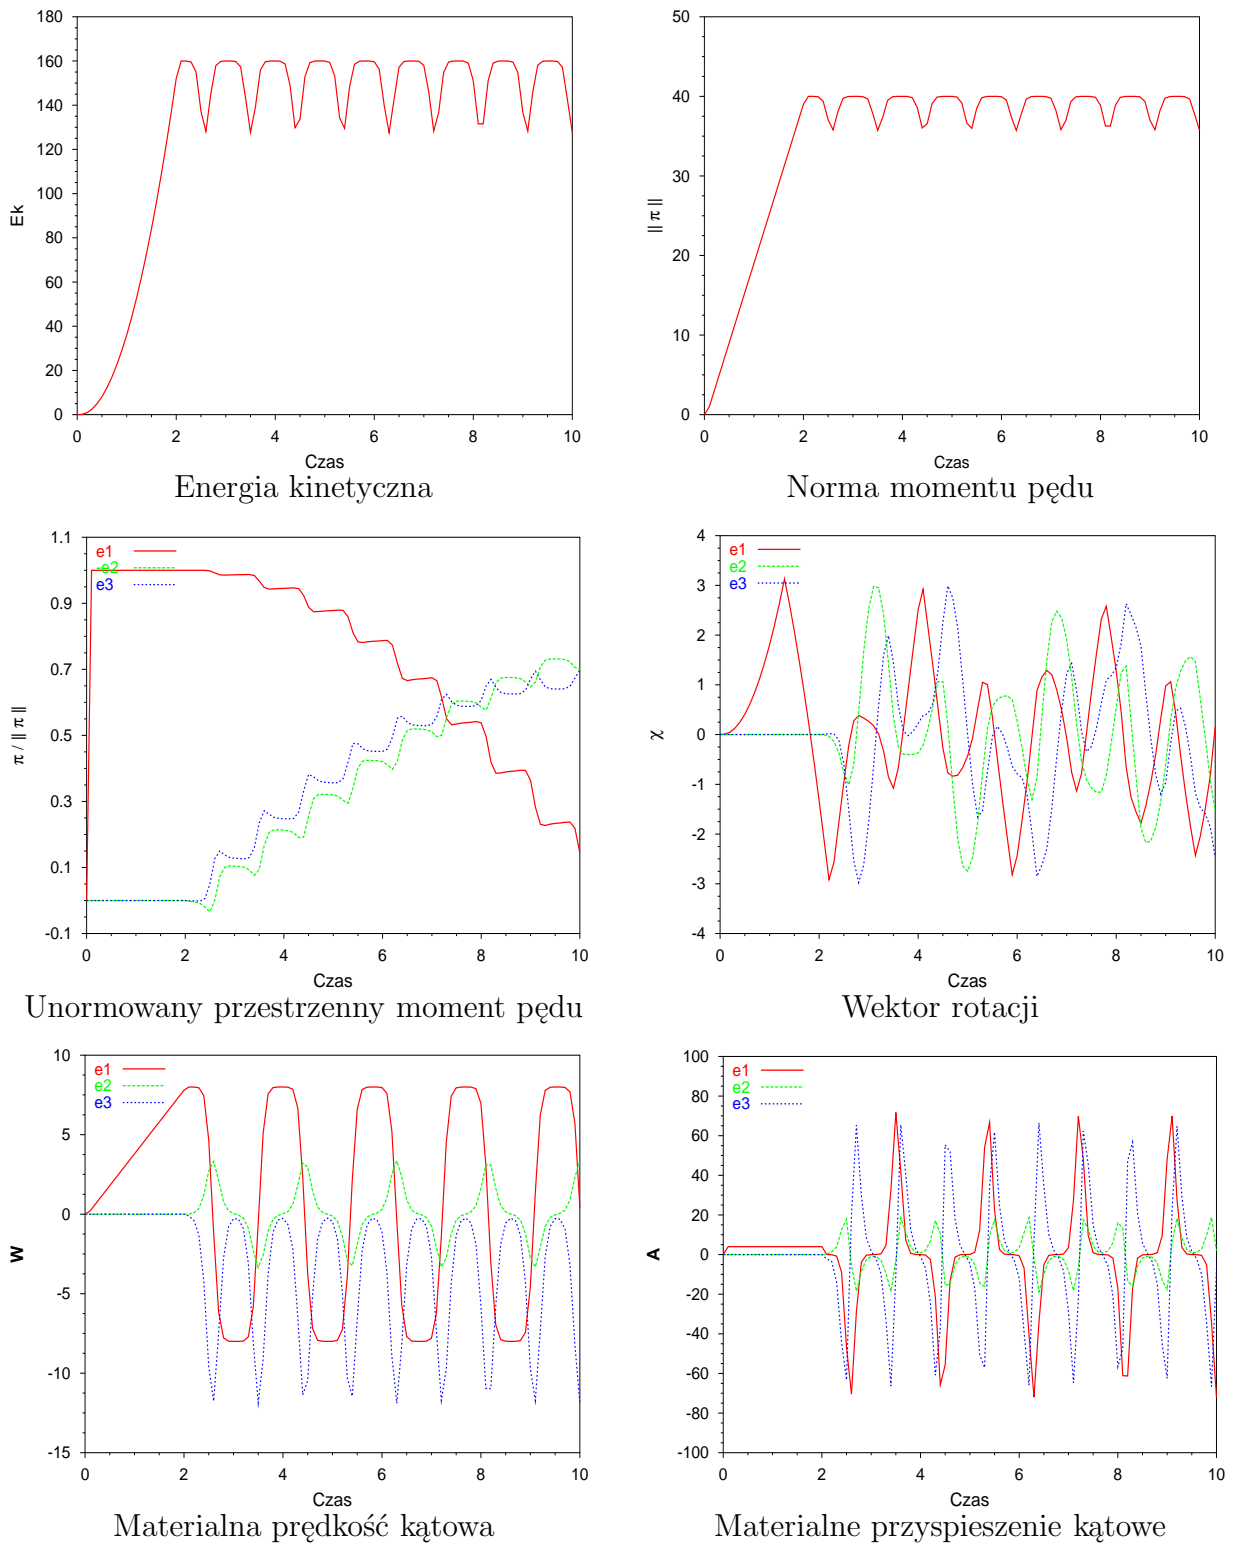 180
160
140
120
100
80
60
40
20
0
Ek
0 2 4 6 8 10
Czas
Energia kinetyczna
50
40
30
20
10
0
|| π ||
0 2 4 6 8 10
Czas
Norma momentu pędu
1.1
0.9
0.7
0.5
0.3
0.1
-0.1
π / || π ||
e1
-e2
e3
0 2 4 6 8 10
Czas
Unormowany przestrzenny moment pędu
4
3
2
1
0
-1
-2
-3
-4
χ
e1
e2
e3
0 2 4 6 8 10
Czas
Wektor rotacji
10
5
0
-5
-10
-15
W
e1
e2
e3
0 2 4 6 8 10
Czas
Materialna prędkość kątowa
100
80
60
40
20
0
-20
-40
-60
-80
-100
A
e1
e2
e3
0 2 4 6 8 10
Czas
Materialne przyspieszenie kątowe